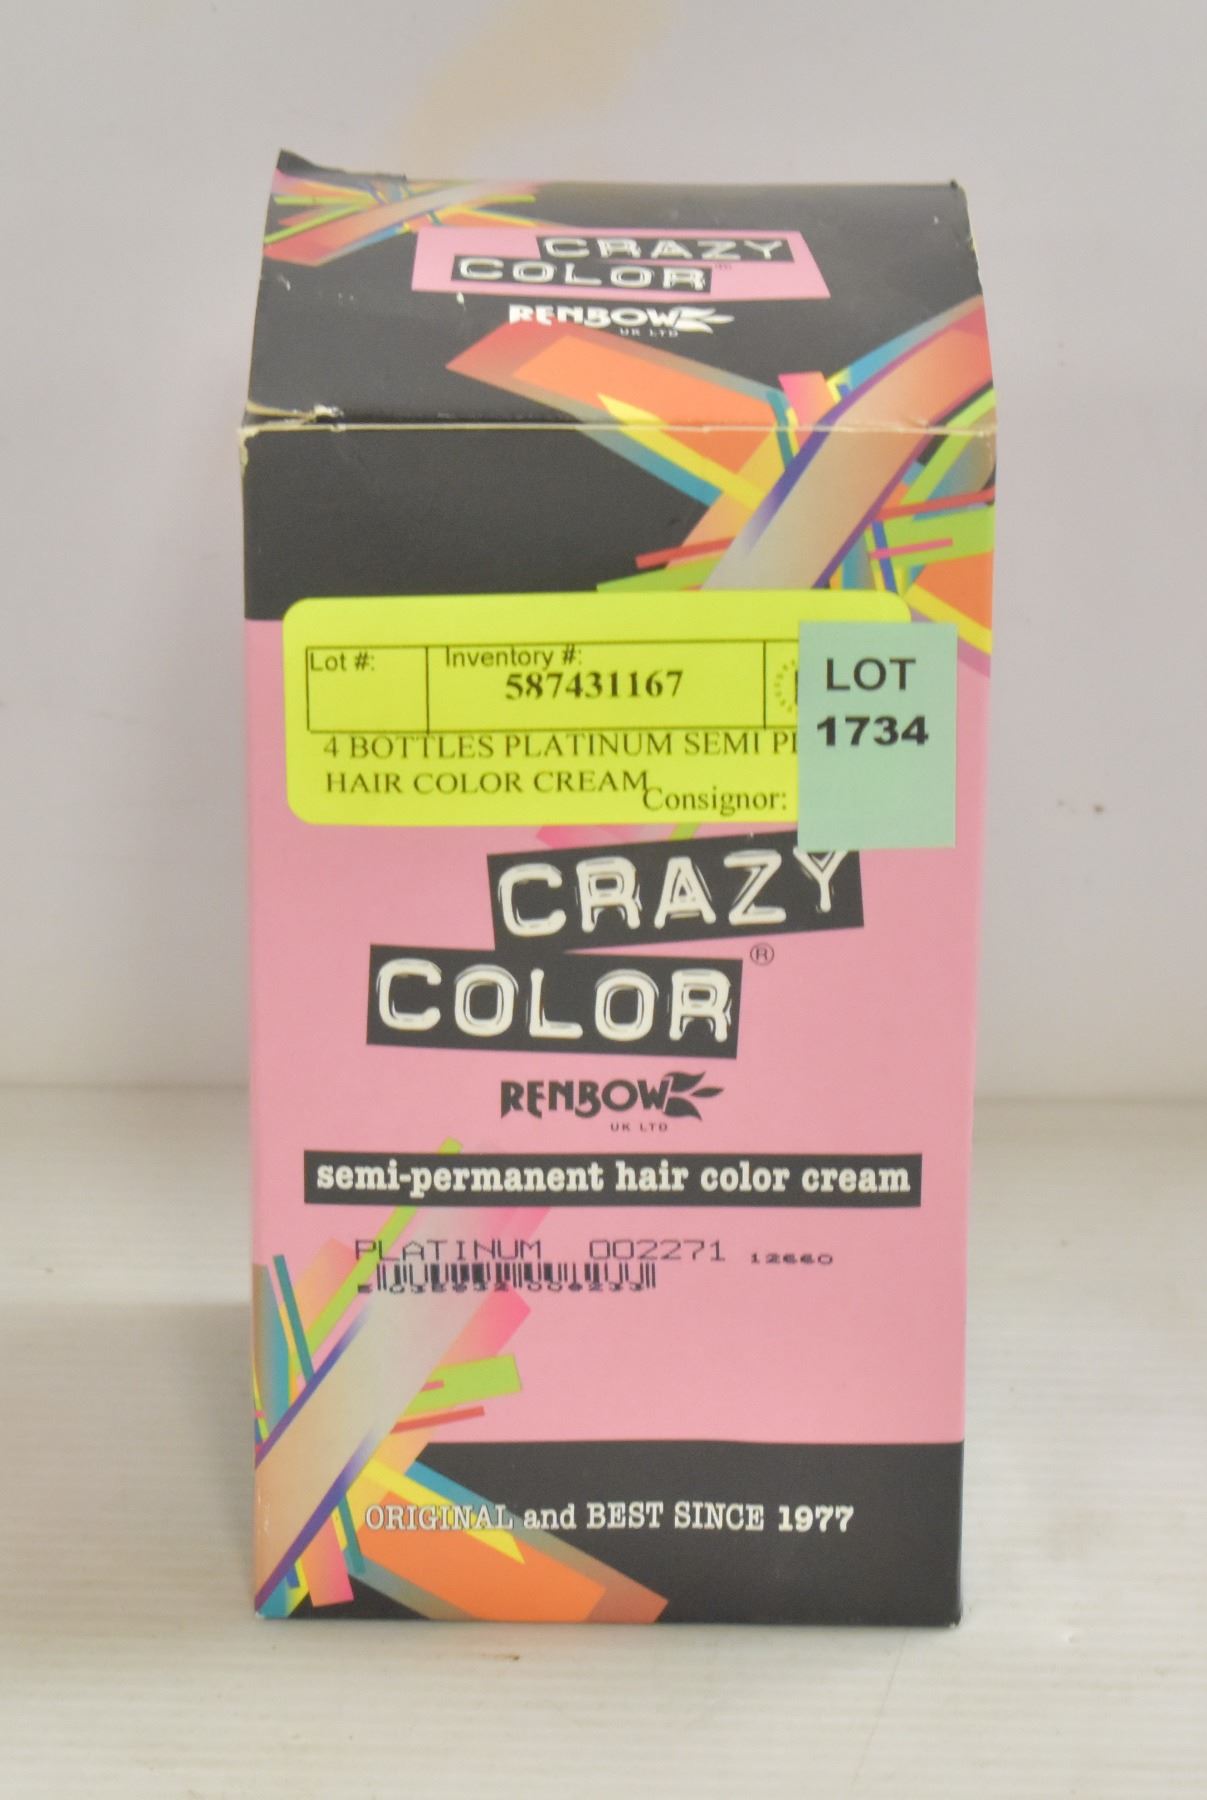 CRAZY
COLOR
RENBOW
UK LTD
Lot #:
Inventory #:
587431167
LOT
1734
4 BOTTLES PLATINUM SEMI
HAIR COLOR CREAM
Consignor:
CRAZY
COLOR ®
RENBOW
UK LTD
semi-permanent hair color cream
PLATINUM 002271 12660
ORIGINAL and BEST SINCE 1977